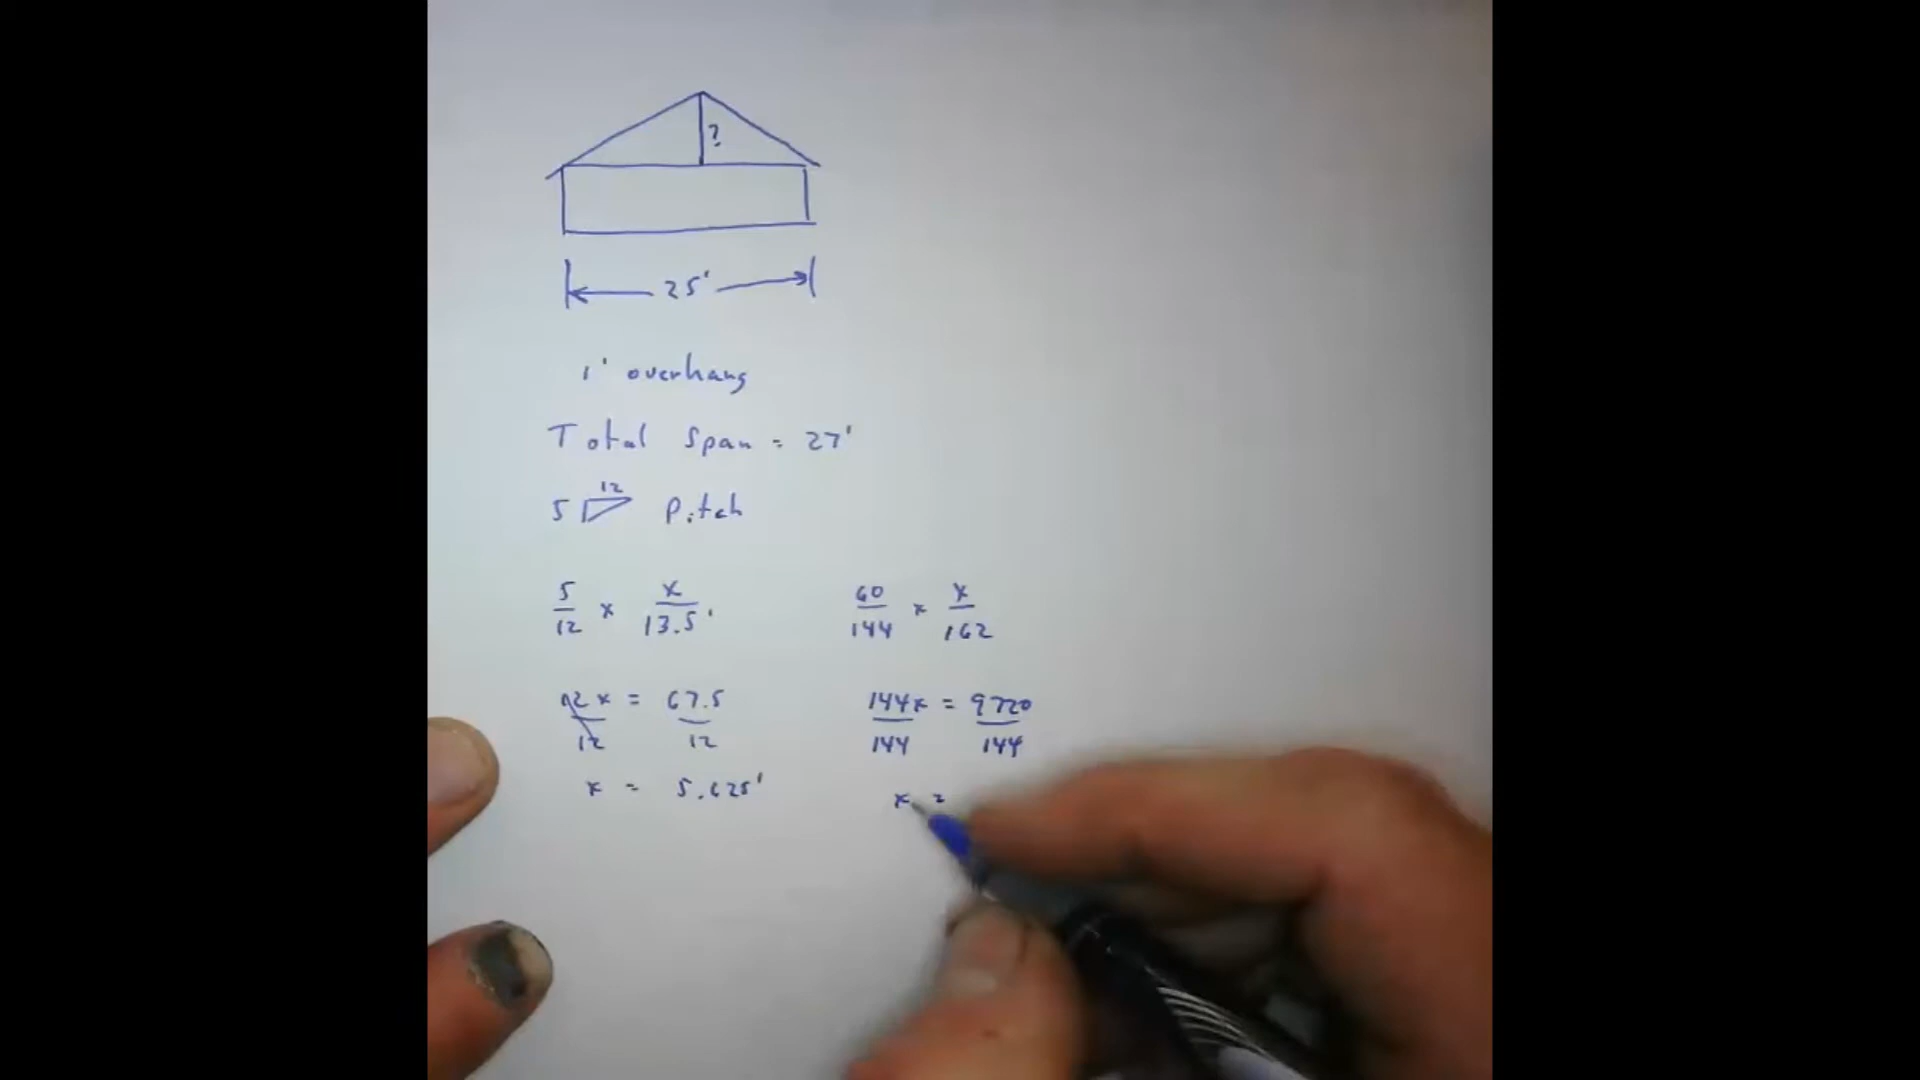 ?
25'
1' overhang
Total Span = 27'
5 12 Pitch
5/12 x x/13.5'
60/144 x x/162
12x/12 = 67.5/12
144x/144 = 9720/144
x = 5.625'
x =